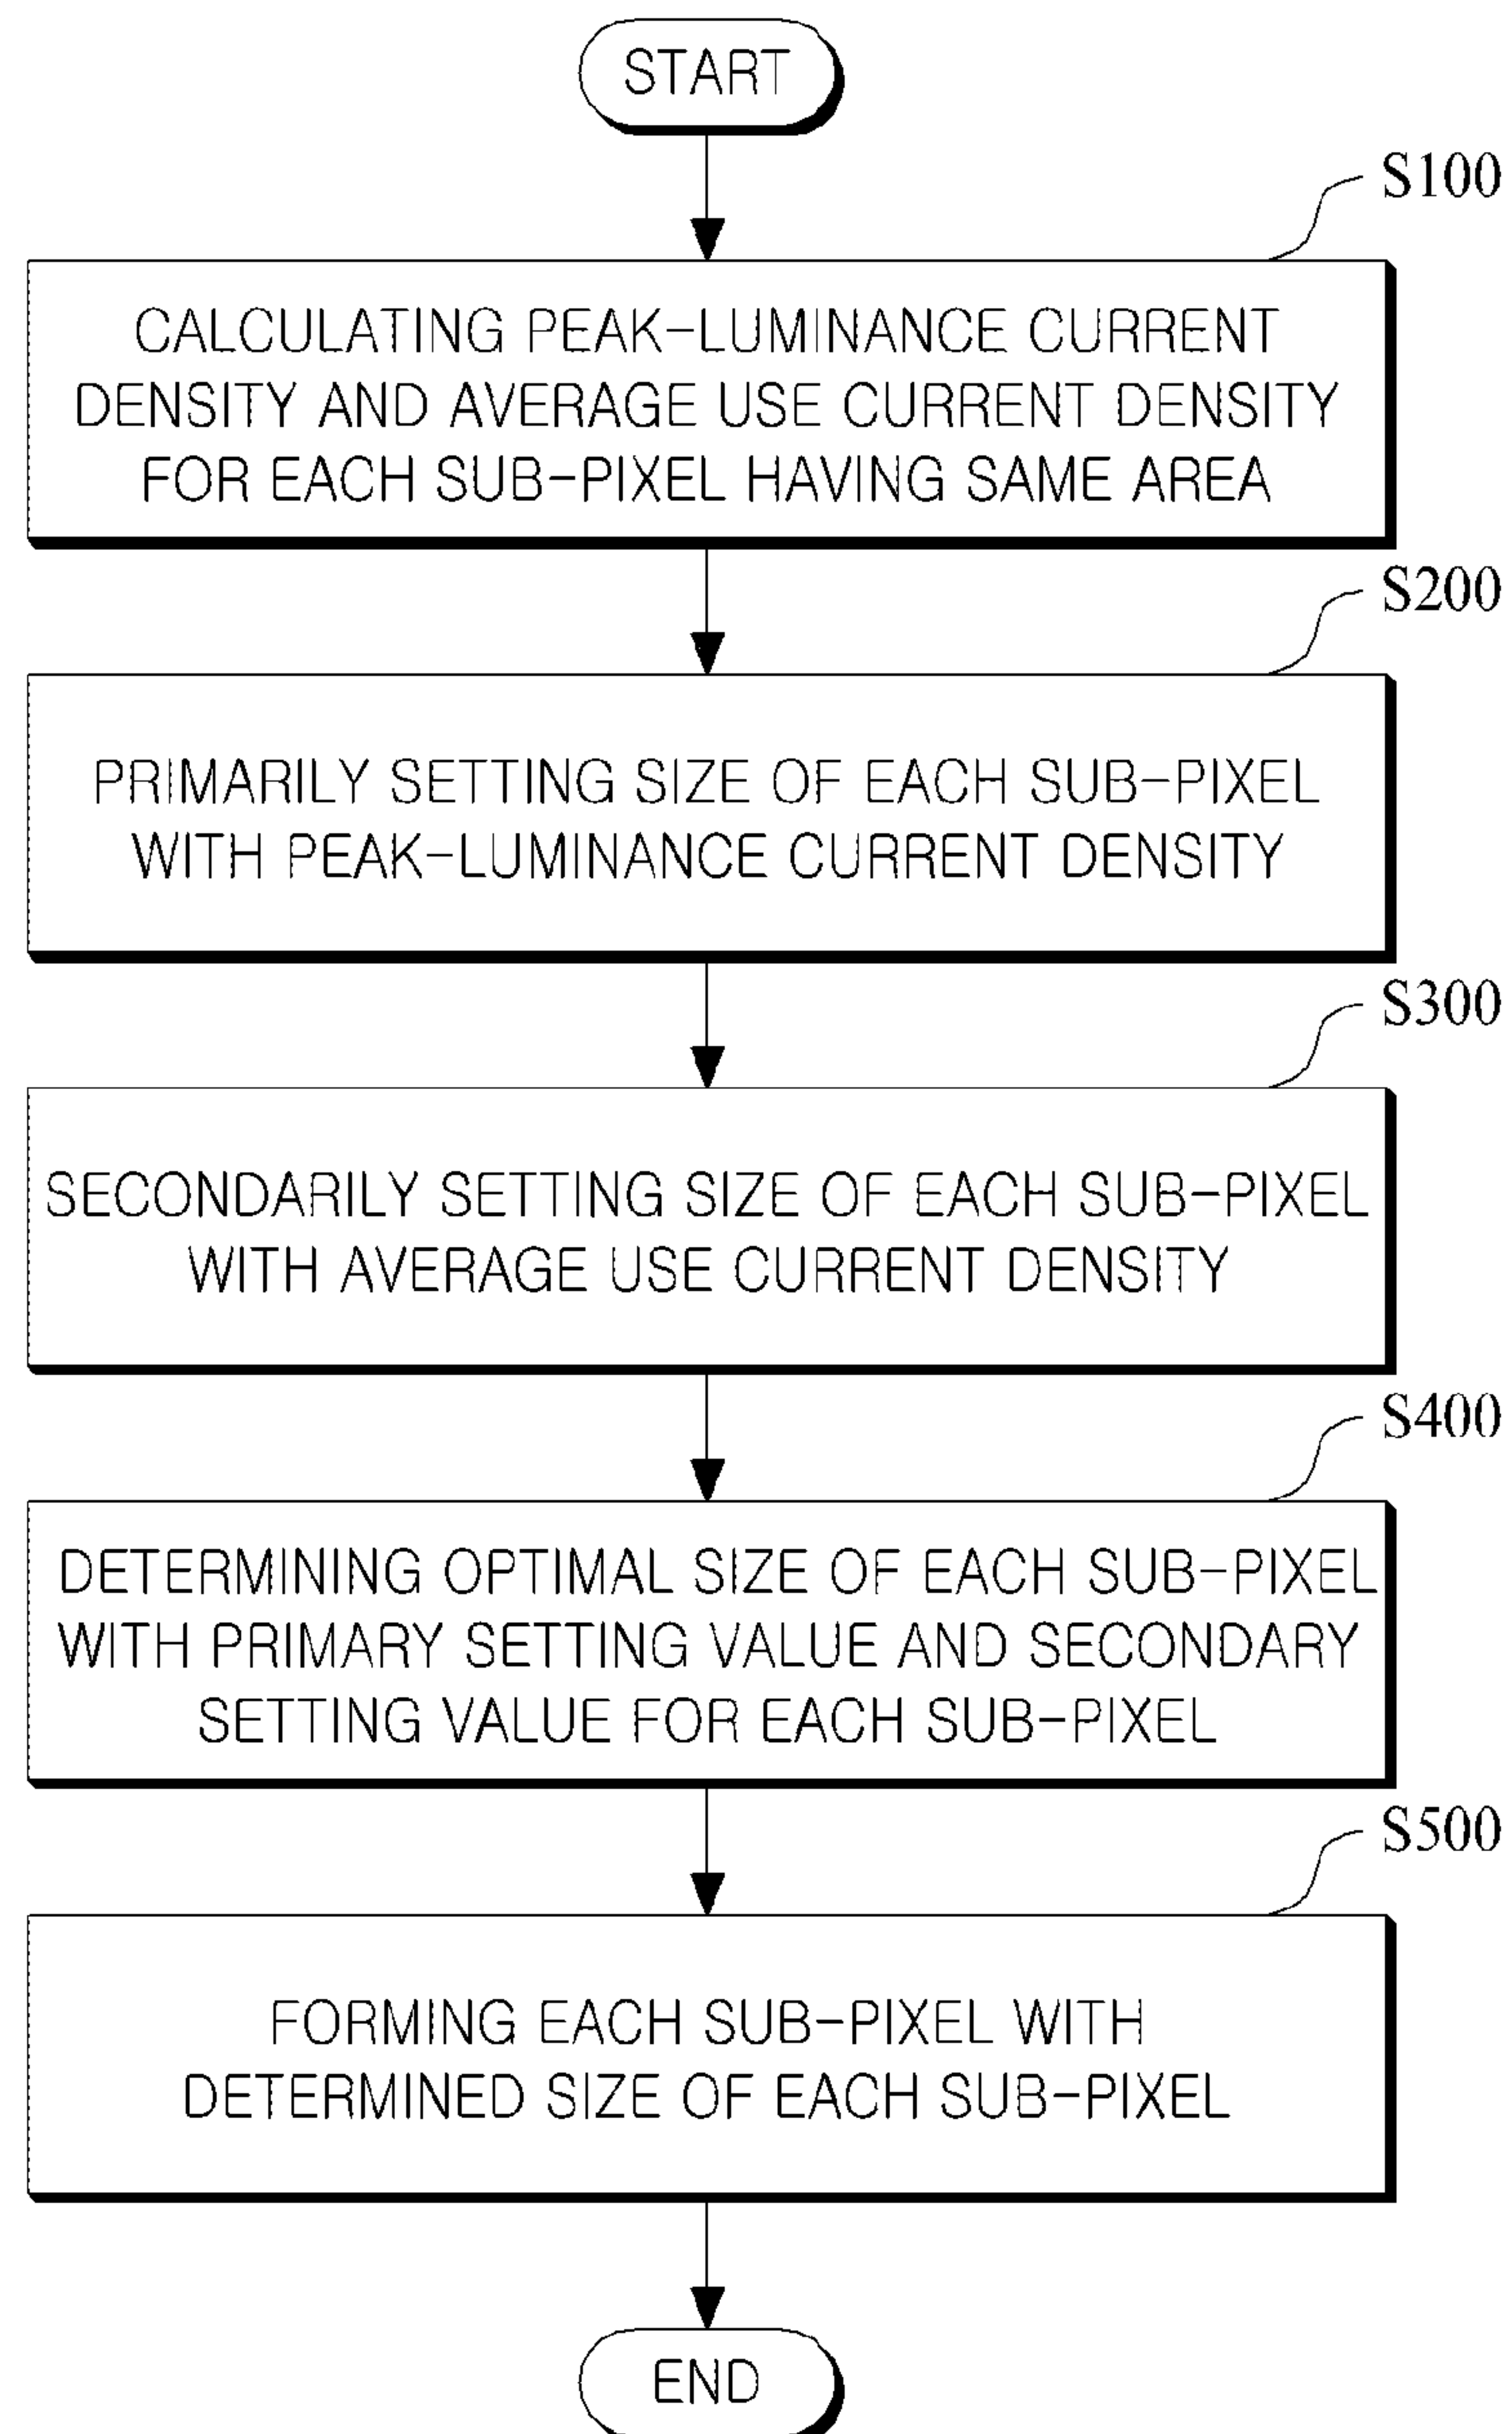 START
S100
CALCULATING PEAK-LUMINANCE CURRENT
DENSITY AND AVERAGE USE CURRENT DENSITY
FOR EACH SUB-PIXEL HAVING SAME AREA
S200
PRIMARILY SETTING SIZE OF EACH SUB-PIXEL
WITH PEAK-LUMINANCE CURRENT DENSITY
S300
SECONDARILY SETTING SIZE OF EACH SUB-PIXEL
WITH AVERAGE USE CURRENT DENSITY
S400
DETERMINING OPTIMAL SIZE OF EACH SUB-PIXEL
WITH PRIMARY SETTING VALUE AND SECONDARY
SETTING VALUE FOR EACH SUB-PIXEL
S500
FORMING EACH SUB-PIXEL WITH
DETERMINED SIZE OF EACH SUB-PIXEL
END